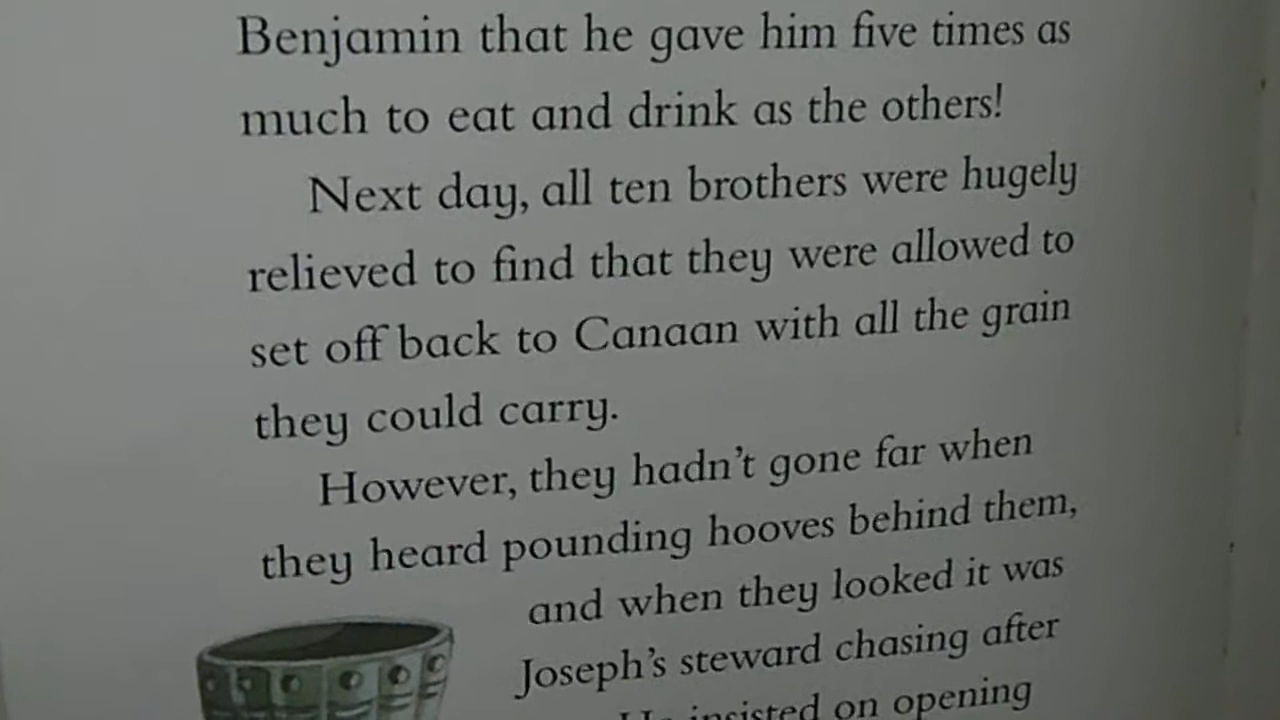 Benjamin that he gave him five times as
much to eat and drink as the others!
Next day, all ten brothers were hugely
relieved to find that they were allowed to
set off back to Canaan with all the grain
they could carry.
However, they hadn't gone far when
they heard pounding hooves behind them,
and when they looked it was
Joseph's steward chasing after
insisted on opening